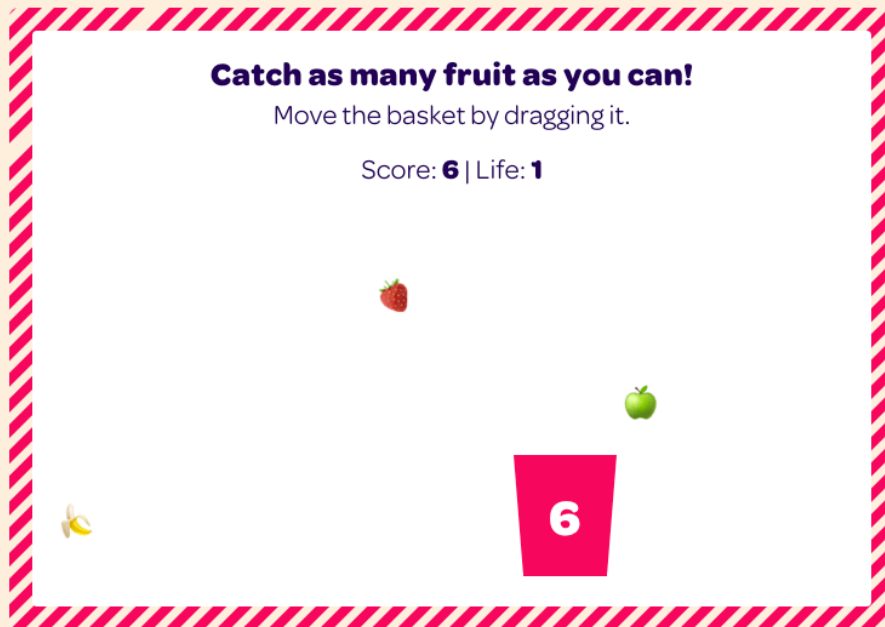 Catch as many fruit as you can!
Move the basket by dragging it.
Score: 6 | Life: 1
6